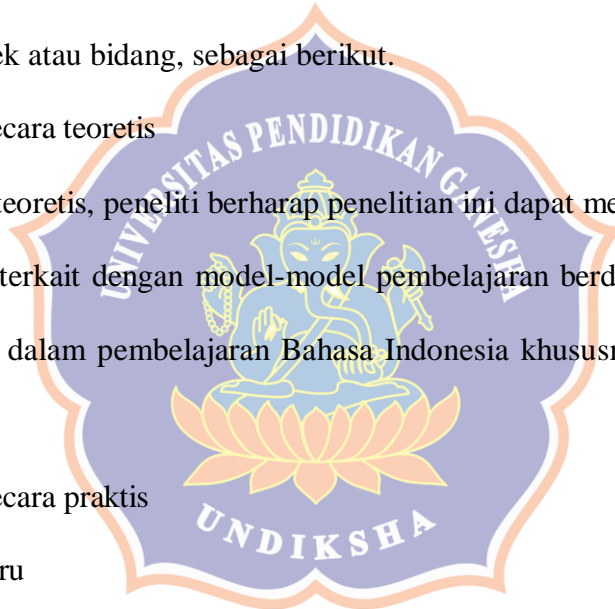 ek atau bidang, sebagai berikut.
ecara teoretis
UNIVERSITAS PENDIDIKAN GANESHA
teoretis, peneliti berharap penelitian ini dapat me
terkait dengan model-model pembelajaran berd
dalam pembelajaran Bahasa Indonesia khususn
ecara praktis
UNDIKSHA
ru